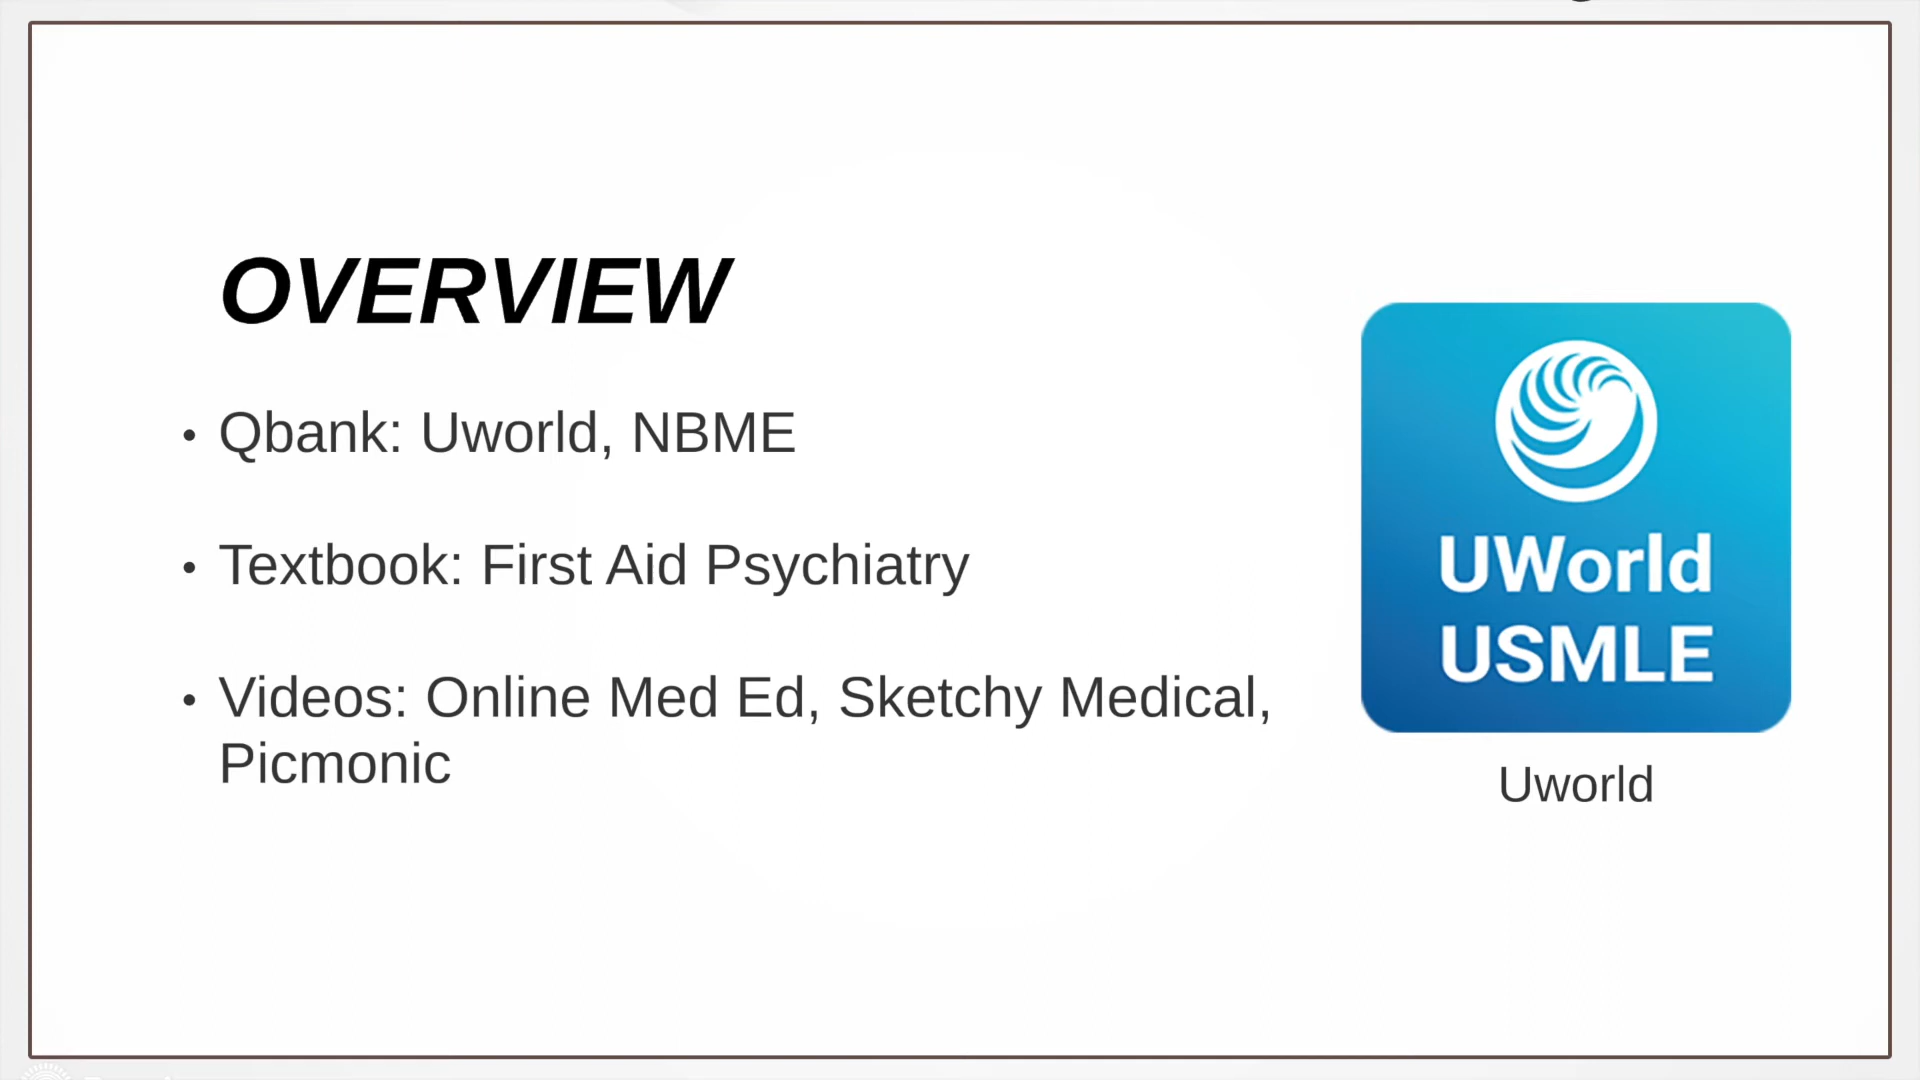 OVERVIEW
• Qbank: Uworld, NBME
• Textbook: First Aid Psychiatry
• Videos: Online Med Ed, Sketchy Medical,
Picmonic
UWorld
USMLE
Uworld